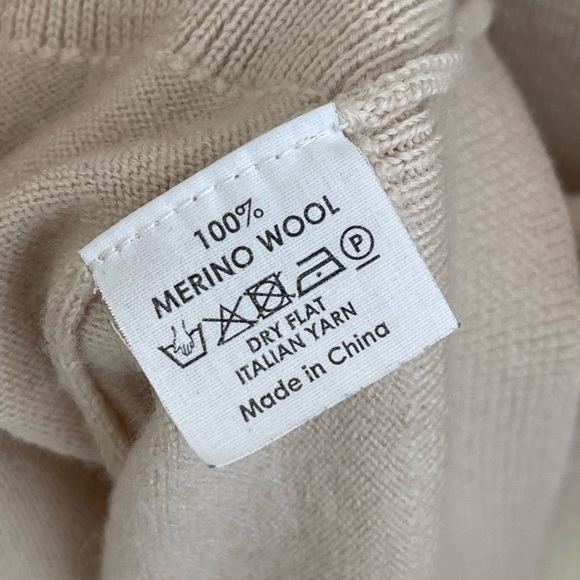 100%
MERINO WOOL
P
DRY FLAT
ITALIAN YARN
Made in China